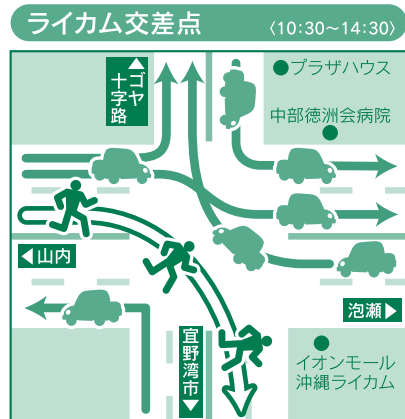 ライカム交差点
〈10:30～14:30〉
▲ゴヤ
十字路
プラザハウス
中部徳洲会病院
◀山内
泡瀬▶
宜野湾市▼
イオンモール
沖縄ライカム